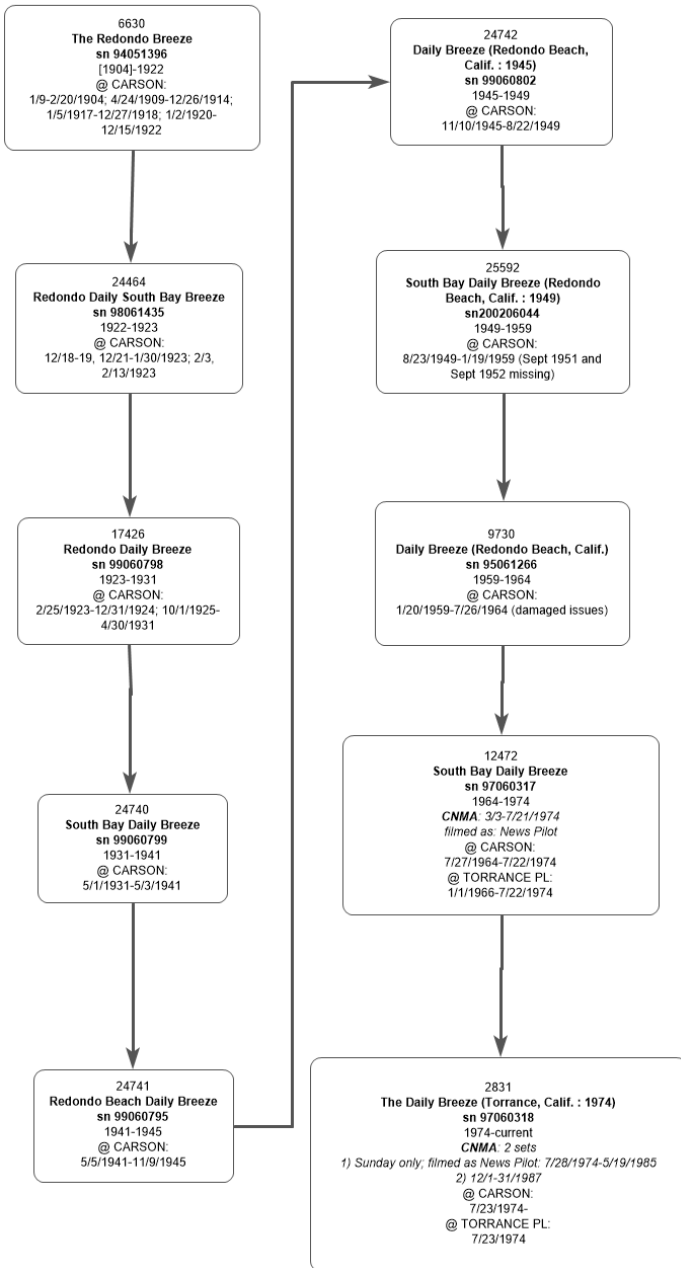 6630
The Redondo Breeze
sn 94051396
[1904]-1922
@ CARSON:
1/9-2/20/1904; 4/24/1909-12/26/1914;
1/5/1917-12/27/1918; 1/2/1920-
12/15/1922
24464
Redondo Daily South Bay Breeze
sn 98061435
1922-1923
@ CARSON:
12/18-19, 12/21-1/30/1923; 2/3,
2/13/1923
17426
Redondo Daily Breeze
sn 99060798
1923-1931
@ CARSON:
2/25/1923-12/31/1924; 10/1/1925-
4/30/1931
24740
South Bay Daily Breeze
sn 99060799
1931-1941
@ CARSON:
5/1/1931-5/3/1941
24741
Redondo Beach Daily Breeze
sn 99060795
1941-1945
@ CARSON:
5/5/1941-11/9/1945
24742
Daily Breeze (Redondo Beach,
Calif. : 1945)
sn 99060802
1945-1949
@ CARSON:
11/10/1945-8/22/1949
25592
South Bay Daily Breeze (Redondo
Beach, Calif. : 1949)
sn200206044
1949-1959
@ CARSON:
8/23/1949-1/19/1959 (Sept 1951 and
Sept 1952 missing)
9730
Daily Breeze (Redondo Beach, Calif.)
sn 95061266
1959-1964
@ CARSON:
1/20/1959-7/26/1964 (damaged issues)
12472
South Bay Daily Breeze
sn 97060317
1964-1974
CNMA: 3/3-7/21/1974
filmed as: News Pilot
@ CARSON:
7/27/1964-7/22/1974
@ TORRANCE PL:
1/1/1966-7/22/1974
2831
The Daily Breeze (Torrance, Calif. : 1974)
sn 97060318
1974-current
CNMA: 2 sets
1) Sunday only; filmed as News Pilot: 7/28/1974-5/19/1985
2) 12/1-31/1987
@ CARSON:
7/23/1974-
@ TORRANCE PL:
7/23/1974